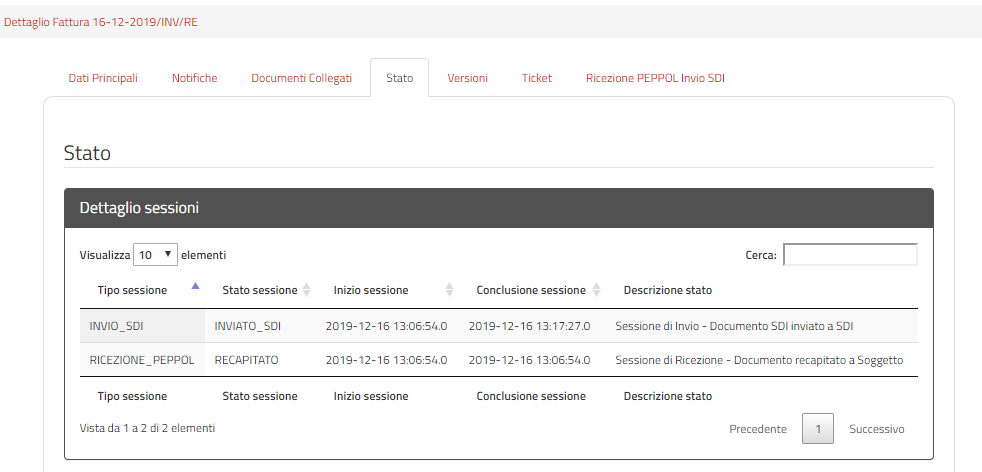 Dettaglio Fattura 16-12-2019/INV/RE
Dati Principali Notifiche Documenti Collegati Stato Versioni Ticket Ricezione PEPPOL Invio SDI
Stato
Dettaglio sessioni
Visualizza 10 elementi Cerca:
Tipo sessione Stato sessione Inizio sessione Conclusione sessione Descrizione stato
INVIO_SDI INVIATO_SDI 2019-12-16 13:06:54.0 2019-12-16 13:17:27.0 Sessione di Invio - Documento SDI inviato a SDI
RICEZIONE_PEPPOL RECAPITATO 2019-12-16 13:06:54.0 2019-12-16 13:06:54.0 Sessione di Ricezione - Documento recapitato a Soggetto
Tipo sessione Stato sessione Inizio sessione Conclusione sessione Descrizione stato
Vista da 1 a 2 di 2 elementi Precedente 1 Successivo